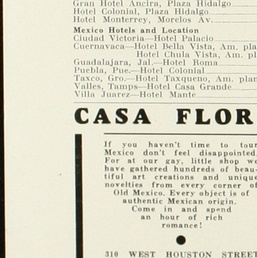 Gran Hotel Ancira, Plaza Hidalgo
Hotel Colonial, Plaza Hidalgo
Hotel Monterrey, Morelos Av.
Mexico Hotels and Location
Ciudad Victoria—Hotel Palacio
Cuernavaca—Hotel Bella Vista, Am. plan
Hotel Chula Vista, Am.
Guadalajara, Jal.—Hotel Roma
Puebla, Pue.—Hotel Colonial
Taxco, Gro.—Hotel Taxqueno, Am. plan
Valles, Tamps—Hotel Casa Grande
Villa Juarez—Hotel Mante
CASA FLOR
If you haven't time to tour
Mexico don't feel disappointed.
For at our gay, little shop we
have gathered hundreds of beau-
tiful art creations and unique
novelties from every corner of
Old Mexico. Every object is of
authentic Mexican origin.
Come in and spend
an hour of rich
romance!
310 WEST HOUSTON STREET